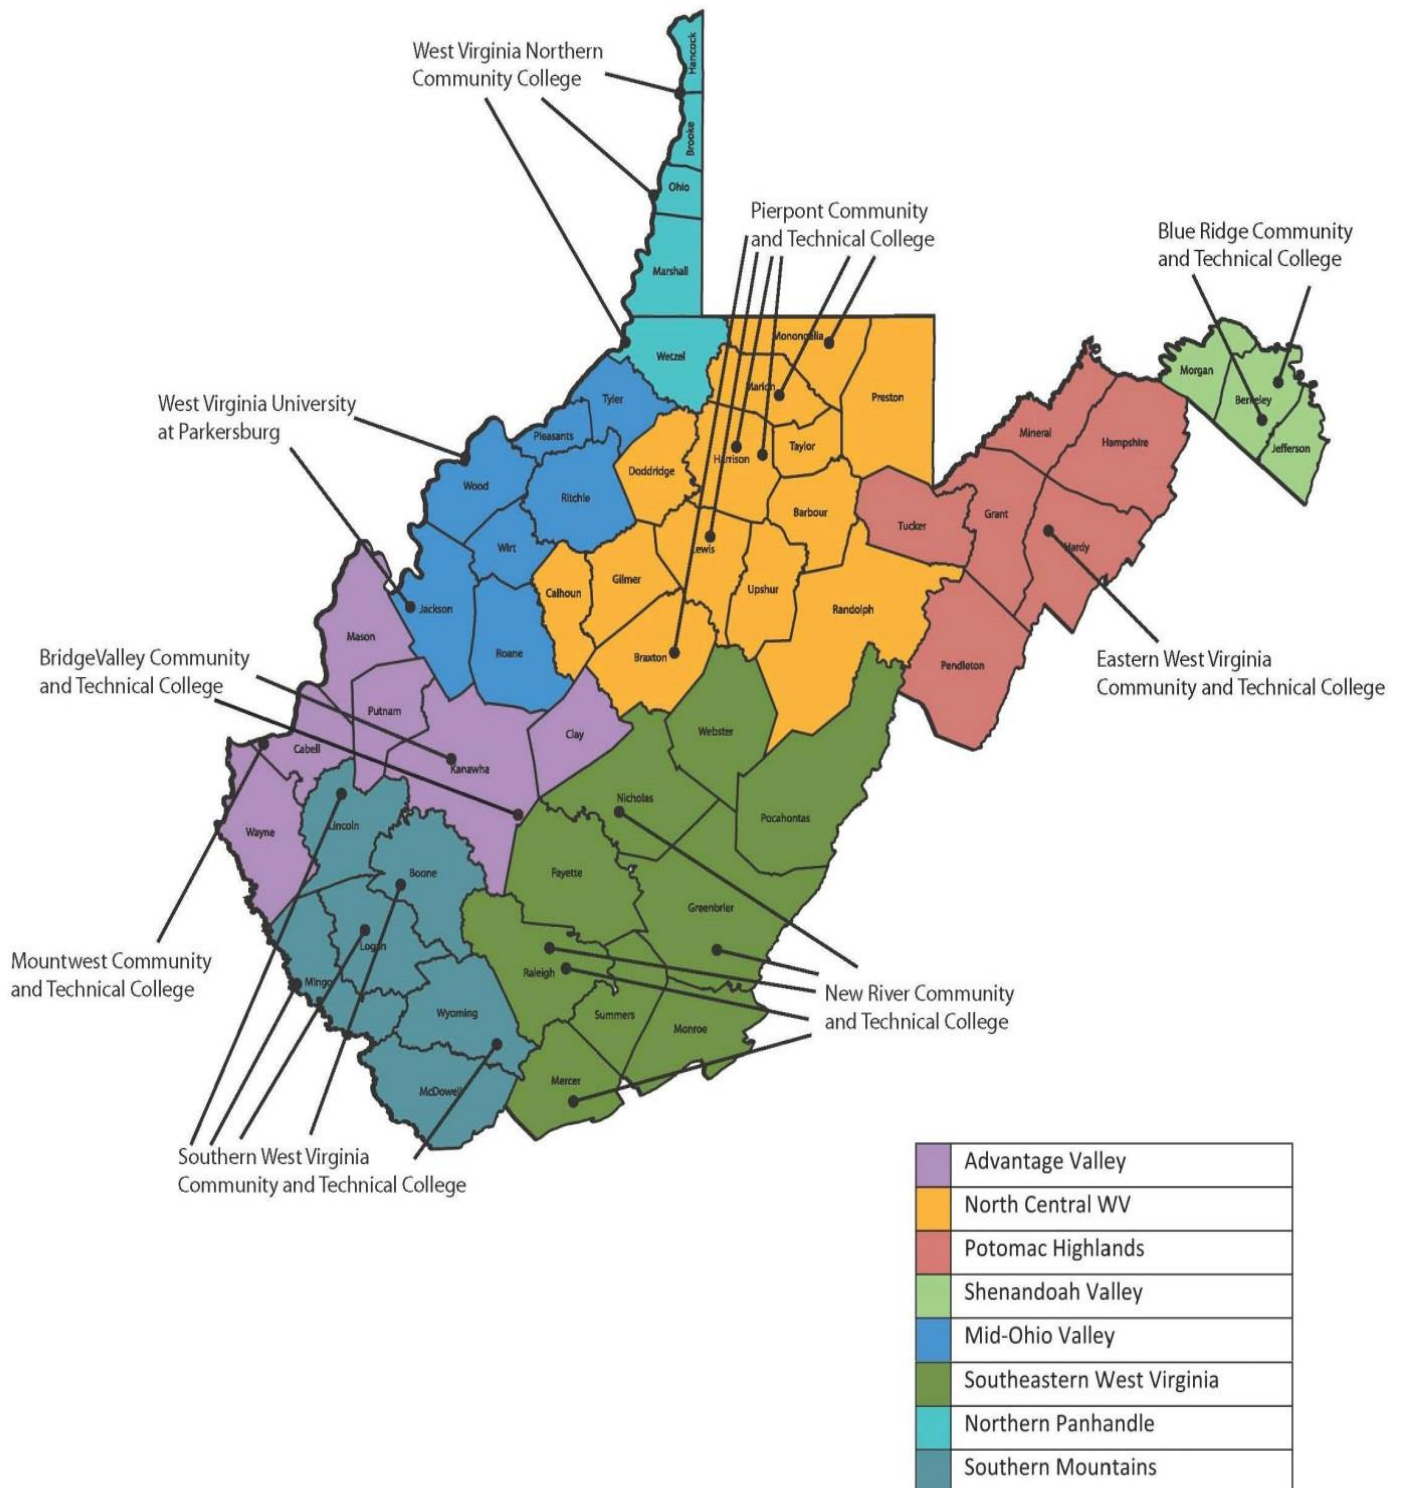 West Virginia Northern
Community College
Hancock
Brooke
Ohio
Marshall
Wetzel
Pierpont Community
and Technical College
Blue Ridge Community
and Technical College
Morgan
Berkeley
Jefferson
Monongalia
Marion
Preston
Taylor
Harrison
Doddridge
Barbour
Lewis
Gilmer
Calhoun
Upshur
Randolph
Braxton
Mineral
Hampshire
Grant
Hardy
Tucker
Pendleton
Eastern West Virginia
Community and Technical College
West Virginia University
at Parkersburg
Tyler
Pleasants
Wood
Ritchie
Wirt
Jackson
Roane
Mason
BridgeValley Community
and Technical College
Putnam
Cabell
Kanawha
Clay
Wayne
Mountwest Community
and Technical College
Webster
Nicholas
Pocahontas
Fayette
Greenbrier
Raleigh
Summers
Monroe
Mercer
New River Community
and Technical College
Lincoln
Boone
Logan
Mingo
Wyoming
McDowell
Southern West Virginia
Community and Technical College
Advantage Valley
North Central WV
Potomac Highlands
Shenandoah Valley
Mid-Ohio Valley
Southeastern West Virginia
Northern Panhandle
Southern Mountains